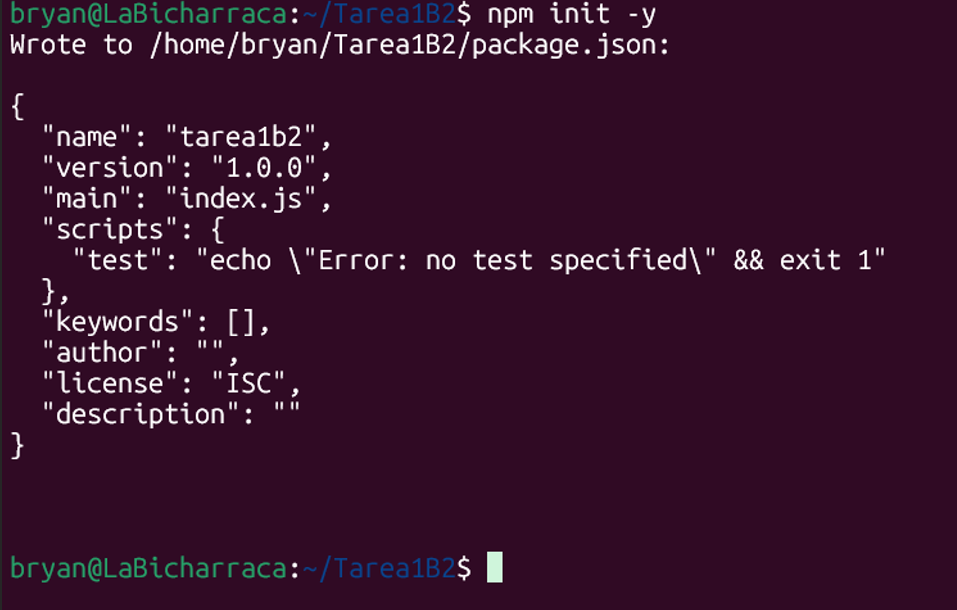 bryan@LaBicharraca:~/Tarea1B2$ npm init -y
Wrote to /home/bryan/Tarea1B2/package.json:
{
  "name": "tarea1b2",
  "version": "1.0.0",
  "main": "index.js",
  "scripts": {
    "test": "echo \"Error: no test specified\" && exit 1"
  },
  "keywords": [],
  "author": "",
  "license": "ISC",
  "description": ""
}
bryan@LaBicharraca:~/Tarea1B2$